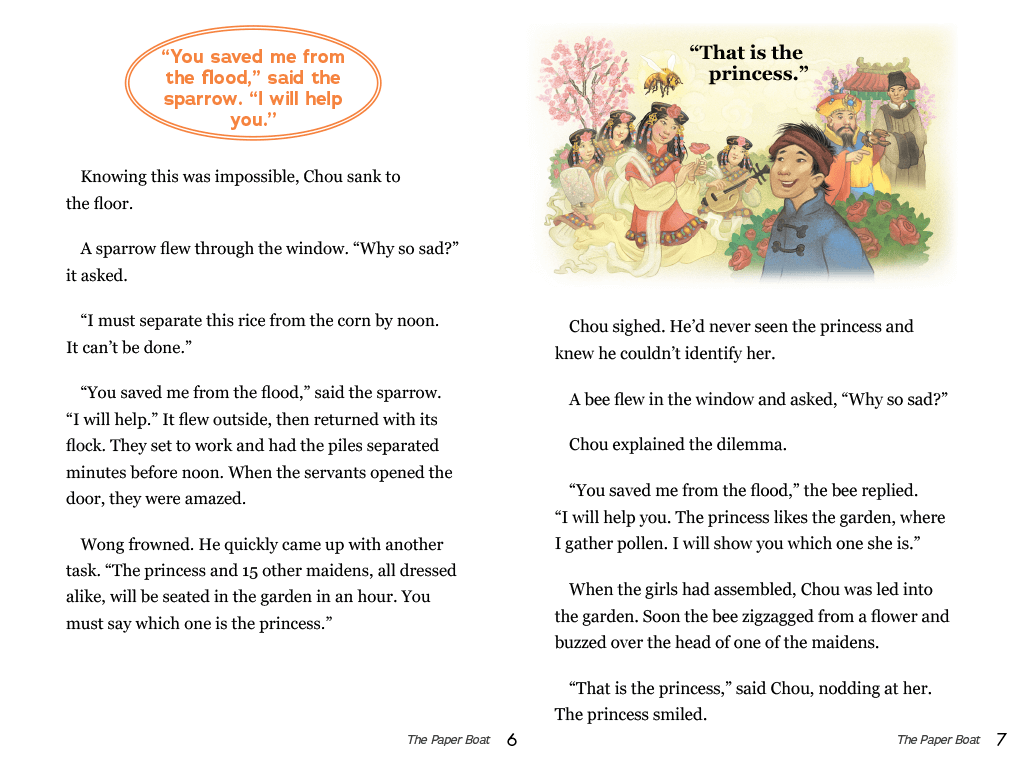 “You saved me from
the flood,” said the
sparrow. “I will help
you.”
Knowing this was impossible, Chou sank to
the floor.
A sparrow flew through the window. “Why so sad?”
it asked.
“I must separate this rice from the corn by noon.
It can’t be done.”
“You saved me from the flood,” said the sparrow.
“I will help.” It flew outside, then returned with its
flock. They set to work and had the piles separated
minutes before noon. When the servants opened the
door, they were amazed.
Wong frowned. He quickly came up with another
task. “The princess and 15 other maidens, all dressed
alike, will be seated in the garden in an hour. You
must say which one is the princess.”
The Paper Boat 6
“That is the
princess.”
Chou sighed. He’d never seen the princess and
knew he couldn’t identify her.
A bee flew in the window and asked, “Why so sad?”
Chou explained the dilemma.
“You saved me from the flood,” the bee replied.
“I will help you. The princess likes the garden, where
I gather pollen. I will show you which one she is.”
When the girls had assembled, Chou was led into
the garden. Soon the bee zigzagged from a flower and
buzzed over the head of one of the maidens.
“That is the princess,” said Chou, nodding at her.
The princess smiled.
The Paper Boat 7